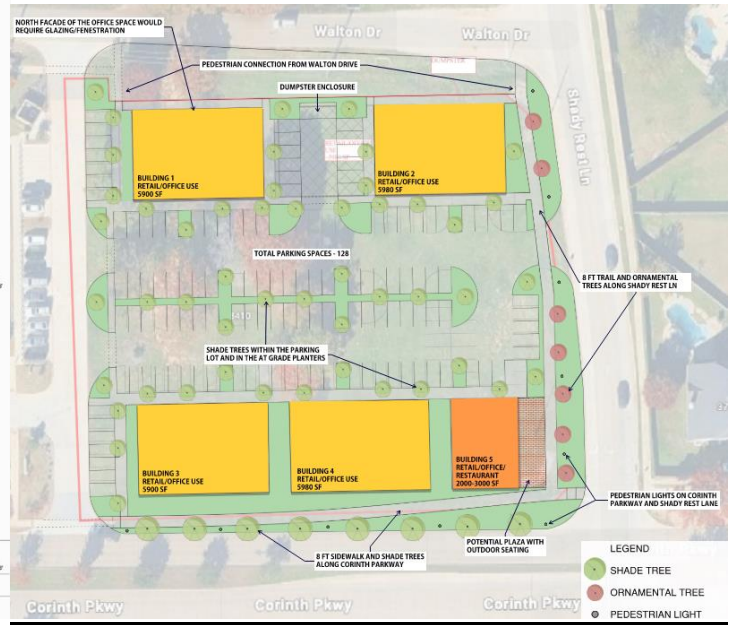 NORTH FACADE OF THE OFFICE SPACE WOULD
REQUIRE GLAZING/FENESTRATION
Walton Dr
Walton Dr
PEDESTRIAN CONNECTION FROM WALTON DRIVE
DUMPSTER
DUMPSTER ENCLOSURE
Shady Rest Ln
BUILDING 1
RETAIL/OFFICE USE
5900 SF
BUILDING 2
RETAIL/OFFICE USE
5980 SF
TOTAL PARKING SPACES - 128
8 FT TRAIL AND ORNAMENTAL
TREES ALONG SHADY REST LN
SHADE TREES WITHIN THE PARKING
LOT AND IN THE AT GRADE PLANTERS
BUILDING 3
RETAIL/OFFICE USE
5900 SF
BUILDING 4
RETAIL/OFFICE USE
5980 SF
BUILDING 5
RETAIL/OFFICE/
RESTAURANT
2000-3000 SF
PEDESTRIAN LIGHTS ON CORINTH
PARKWAY AND SHADY REST LANE
POTENTIAL PLAZA WITH
OUTDOOR SEATING
8 FT SIDEWALK AND SHADE TREES
ALONG CORINTH PARKWAY
LEGEND
SHADE TREE
ORNAMENTAL TREE
PEDESTRIAN LIGHT
Corinth Pkwy
Corinth Pkwy
Corinth Pkwy